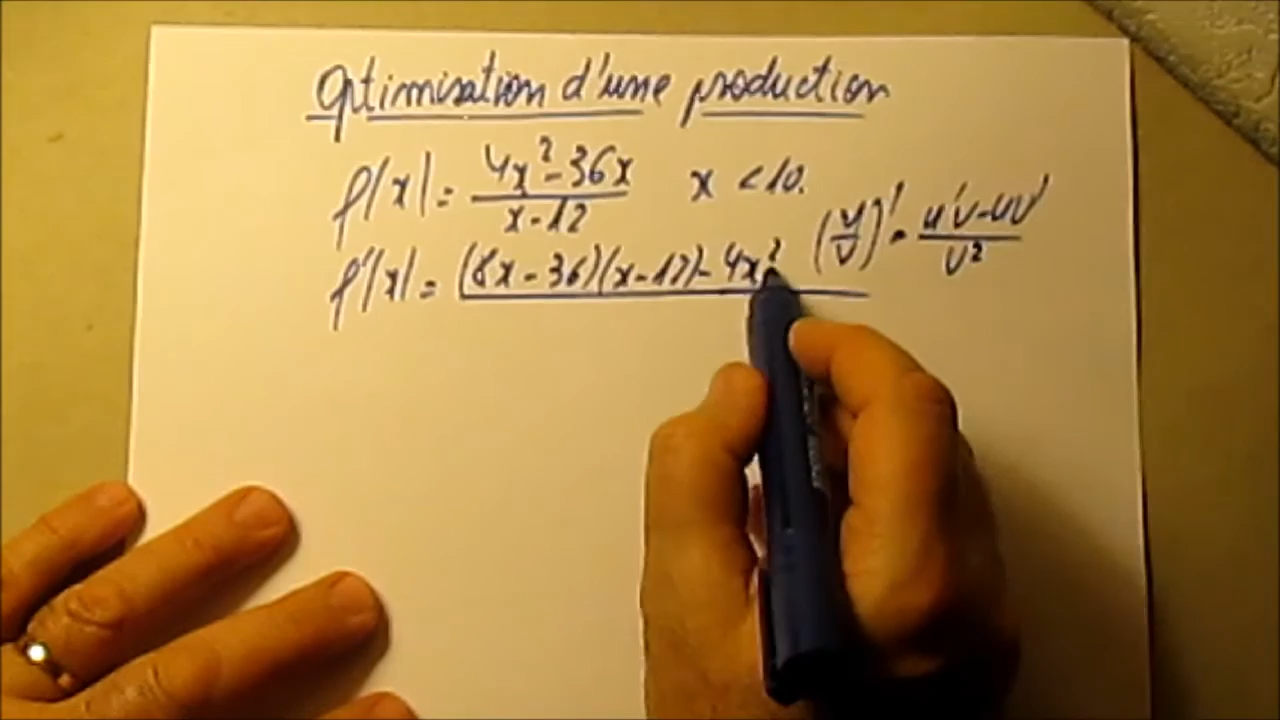 Optimisation d'une production
f(x) = (4x² - 36x)/(x - 12)    x < 10.
(u/v)' = (u'v - uv')/v²
f'(x) = (8x - 36)(x - 12) - 4x²